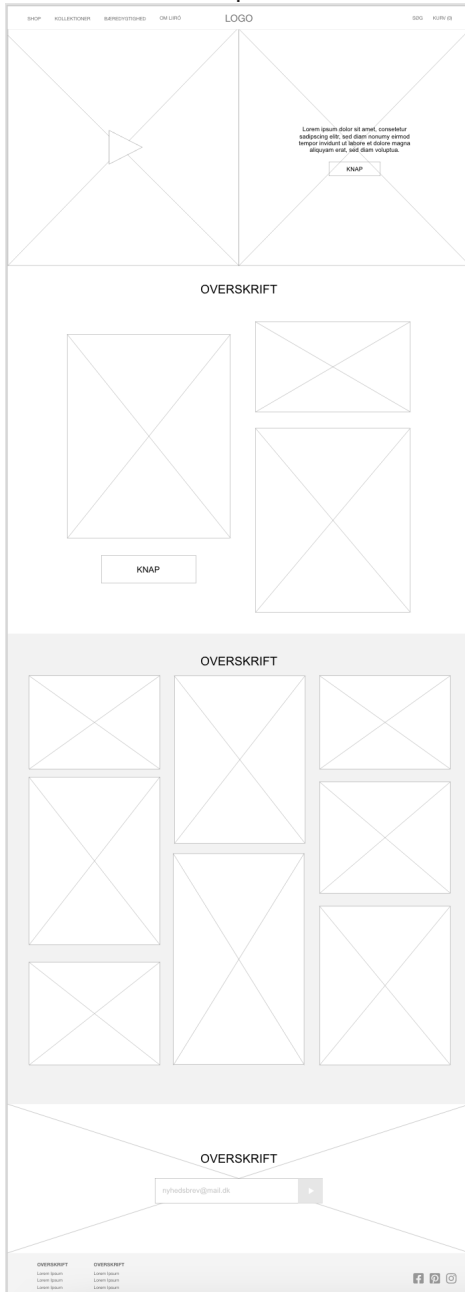 SHOP KOLLEKTIONER BÆREDYGTIGHED OM LIIRÓ LOGO SØG KURV (0)
Lorem ipsum dolor sit amet, consetetur
sadipscing elitr, sed diam nonumy eirmod
tempor invidunt ut labore et dolore magna
aliquyam erat, sed diam voluptua.
KNAP
OVERSKRIFT
KNAP
OVERSKRIFT
OVERSKRIFT
nyhedsbrev@mail.dk
OVERSKRIFT OVERSKRIFT
Lorem Ipsum Lorem Ipsum
Lorem Ipsum Lorem Ipsum
Lorem Ipsum Lorem Ipsum